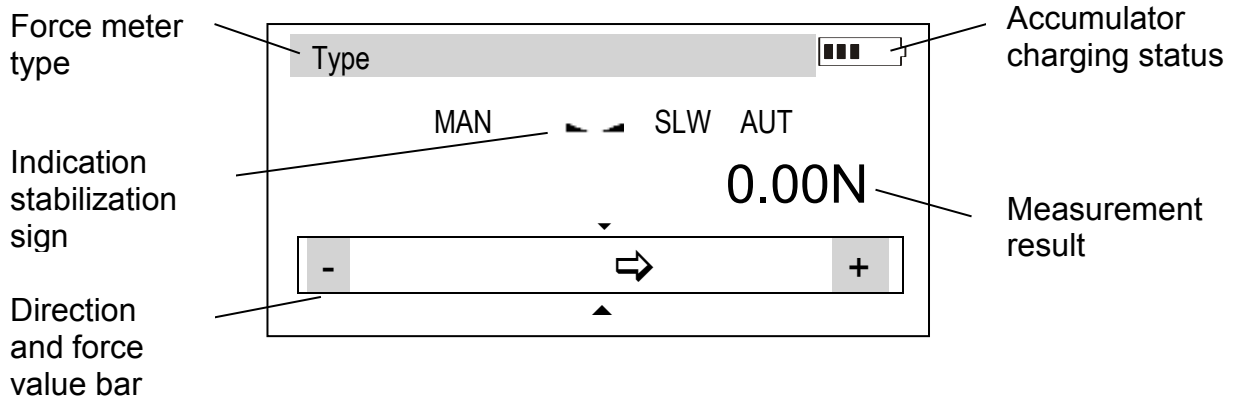 Force meter
type
Accumulator
charging status
Type
MAN SLW AUT
0.00N
Indication
stabilization
sign
Measurement
result
- +
Direction
and force
value bar